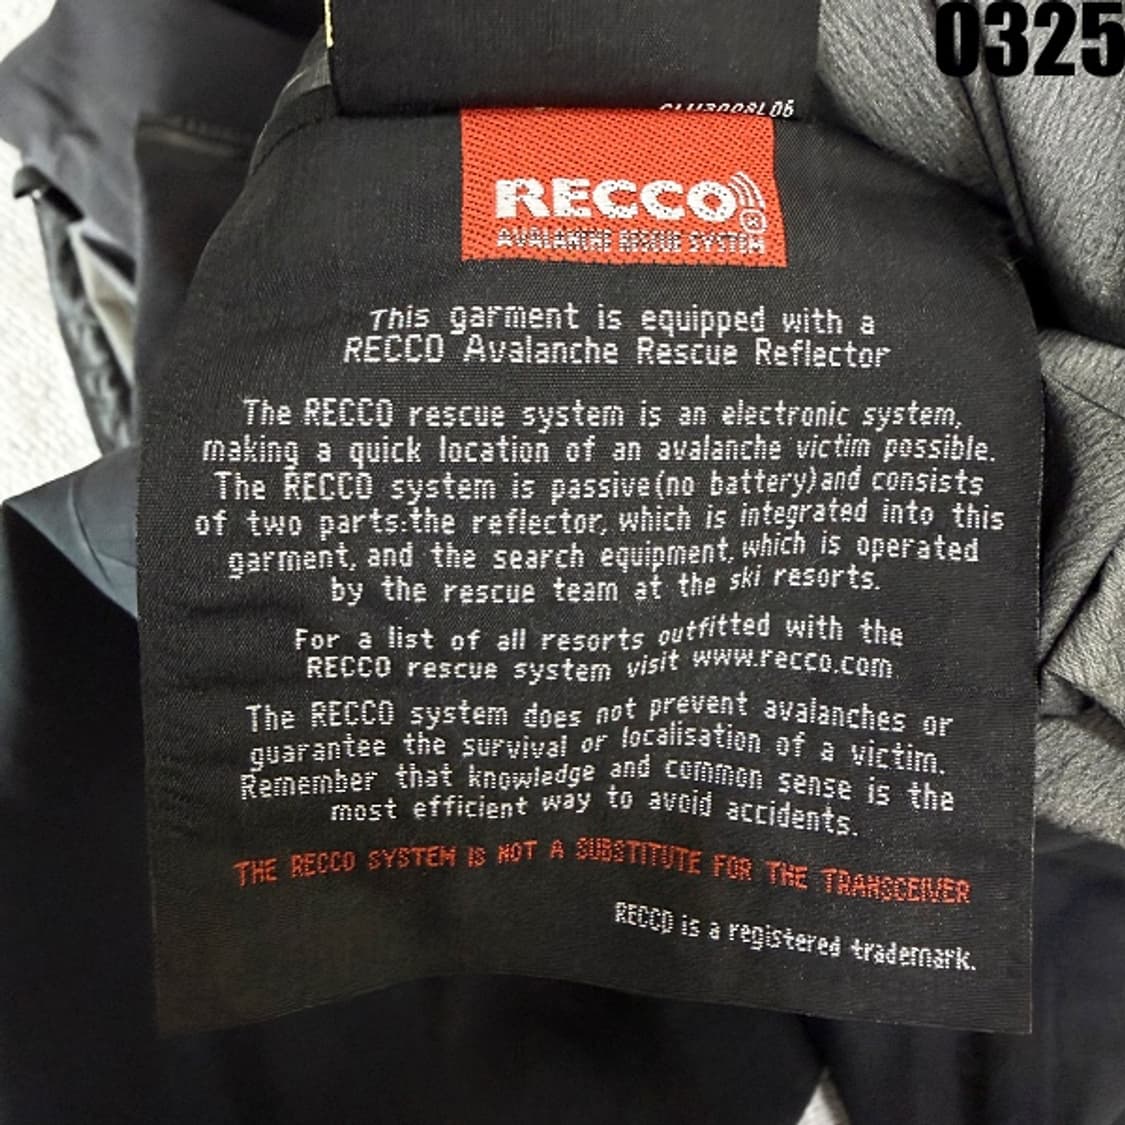 0325
RECCO
AVALANCHE RESCUE SYSTEM
This garment is equipped with a
RECCO Avalanche Rescue Reflector
The RECCO rescue system is an electronic system,
making a quick location of an avalanche victim possible.
The RECCO system is passive(no battery)and consists
of two parts:the reflector, which is integrated into this
garment, and the search equipment, which is operated
by the rescue team at the ski resorts.
For a list of all resorts outfitted with the
RECCO rescue system visit www.recco.com
The RECCO system does not prevent avalanches or
guarantee the survival or localisation of a victim.
Remember that knowledge and common sense is the
most efficient way to avoid accidents.
THE RECCO SYSTEM IS NOT A SUBSTITUTE FOR THE TRANSCEIVER
RECCO is a registered trademark.